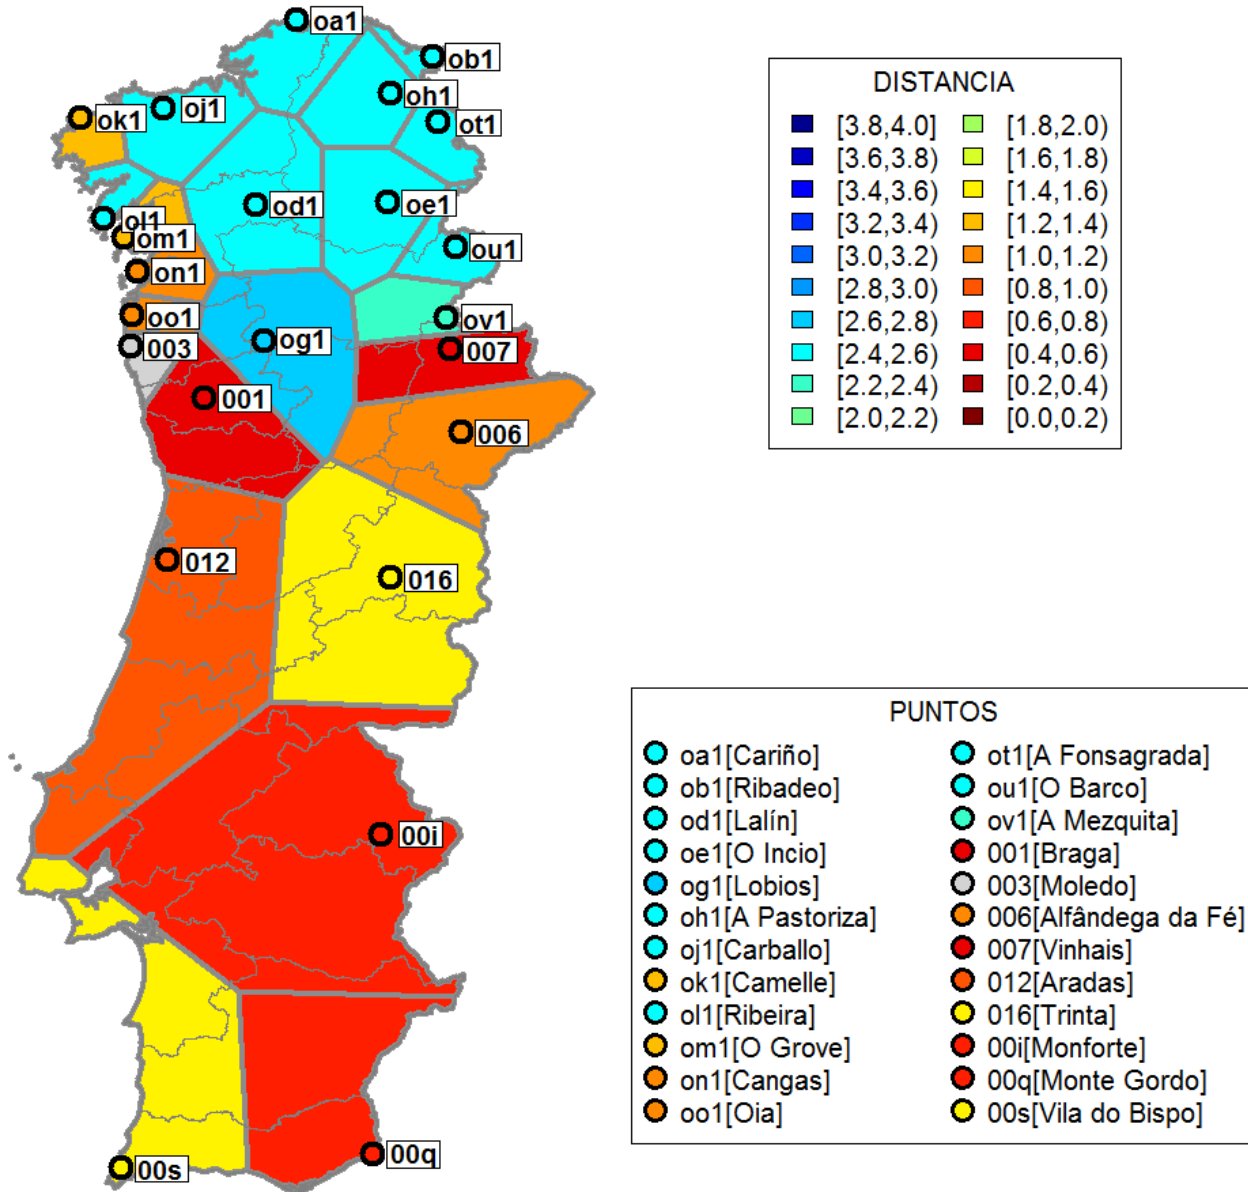 oa1
ob1
oh1
ok1
oj1
ot1
od1
oe1
ol1
om1
ou1
on1
oo1
ov1
003
og1
007
001
006
012
016
00i
00q
00s
DISTANCIA
[3.8,4.0] [1.8,2.0)
[3.6,3.8) [1.6,1.8)
[3.4,3.6) [1.4,1.6)
[3.2,3.4) [1.2,1.4)
[3.0,3.2) [1.0,1.2)
[2.8,3.0) [0.8,1.0)
[2.6,2.8) [0.6,0.8)
[2.4,2.6) [0.4,0.6)
[2.2,2.4) [0.2,0.4)
[2.0,2.2) [0.0,0.2)
PUNTOS
oa1[Cariño] ot1[A Fonsagrada]
ob1[Ribadeo] ou1[O Barco]
od1[Lalín] ov1[A Mezquita]
oe1[O Incio] 001[Braga]
og1[Lobios] 003[Moledo]
oh1[A Pastoriza] 006[Alfândega da Fé]
oj1[Carballo] 007[Vinhais]
ok1[Camelle] 012[Aradas]
ol1[Ribeira] 016[Trinta]
om1[O Grove] 00i[Monforte]
on1[Cangas] 00q[Monte Gordo]
oo1[Oia] 00s[Vila do Bispo]